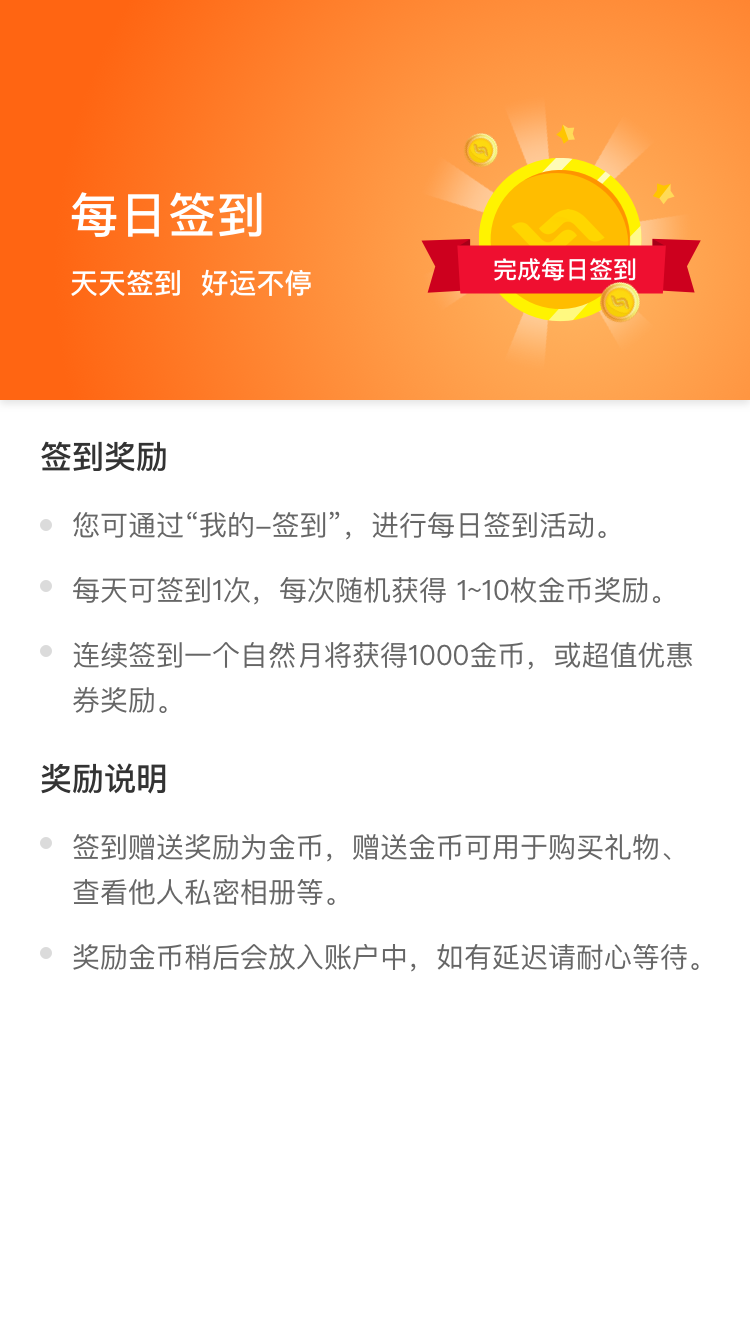 每日签到
天天签到 好运不停
完成每日签到
签到奖励
您可通过“我的–签到”，进行每日签到活动。
每天可签到1次，每次随机获得 1~10枚金币奖励。
连续签到一个自然月将获得1000金币，或超值优惠
券奖励。
奖励说明
签到赠送奖励为金币，赠送金币可用于购买礼物、
查看他人私密相册等。
奖励金币稍后会放入账户中，如有延迟请耐心等待。